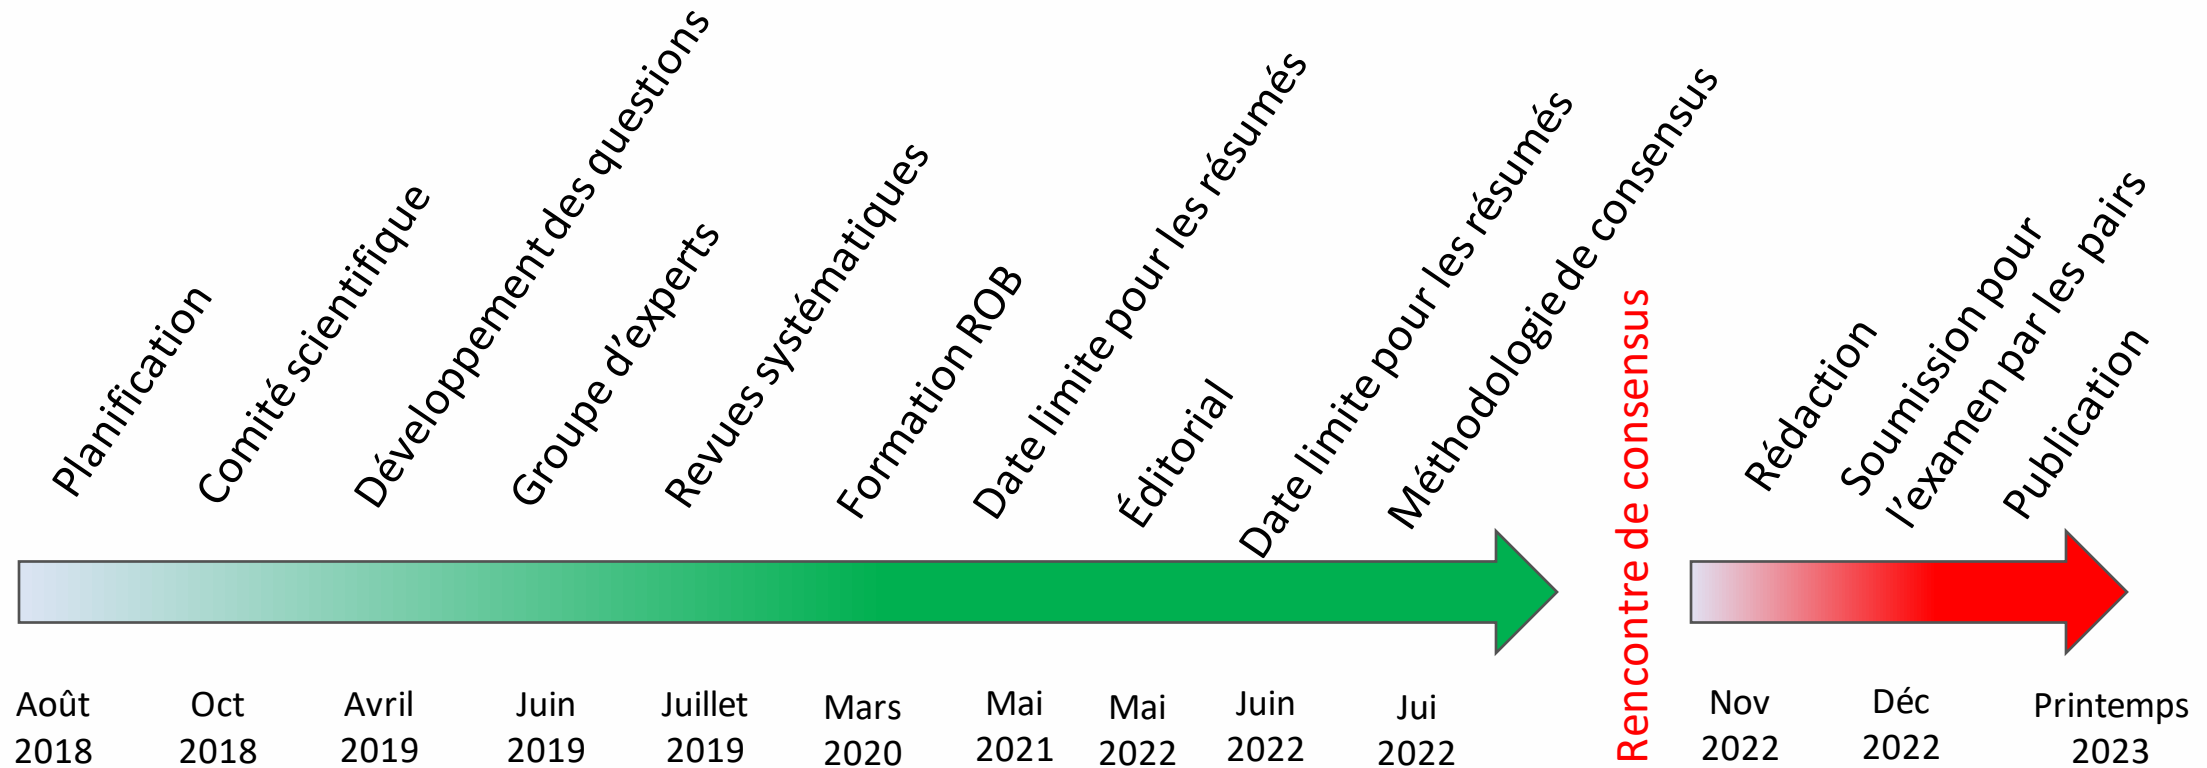 Planification
Comité scientifique
Développement des questions
Groupe d'experts
Revues systématiques
Formation ROB
Date limite pour les résumés
Éditorial
Date limite pour les résumés
Méthodologie de consensus
Rencontre de consensus
Rédaction
Soumission pour
l'examen par les pairs
Publication
Août
2018
Oct
2018
Avril
2019
Juin
2019
Juillet
2019
Mars
2020
Mai
2021
Mai
2022
Juin
2022
Jui
2022
Nov
2022
Déc
2022
Printemps
2023